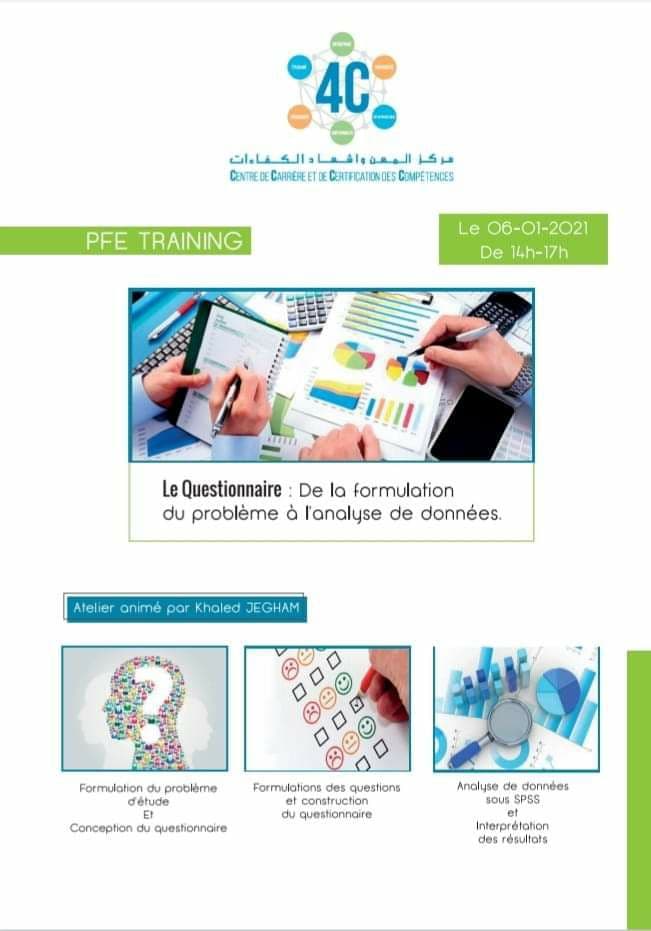 4C
مركز المهن واشهاد الكفاءات
CENTRE DE CARRIÈRE ET DE CERTIFICATION DES COMPÉTENCES
PFE TRAINING
Le 06-01-2021
De 14h-17h
Le Questionnaire : De la formulation
du problème à l'analyse de données.
Atelier animé par Khaled JEGHAM
Formulation du problème
d'étude
Et
Conception du questionnaire
Formulations des questions
et construction
du questionnaire
Analyse de données
sous SPSS
et
Interprétation
des résultats